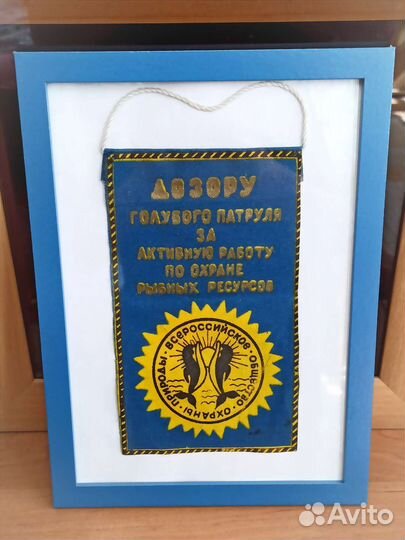 ДОЗОРУ
ГОЛУБОГО ПАТРУЛЯ
ЗА
АКТИВНУЮ РАБОТУ
ПО ОХРАНЕ
РЫБНЫХ РЕСУРСОВ
ВСЕРОССИЙСКОЕ · ОБЩЕСТВО · ОХРАНЫ · ПРИРОДЫ ·
Avito